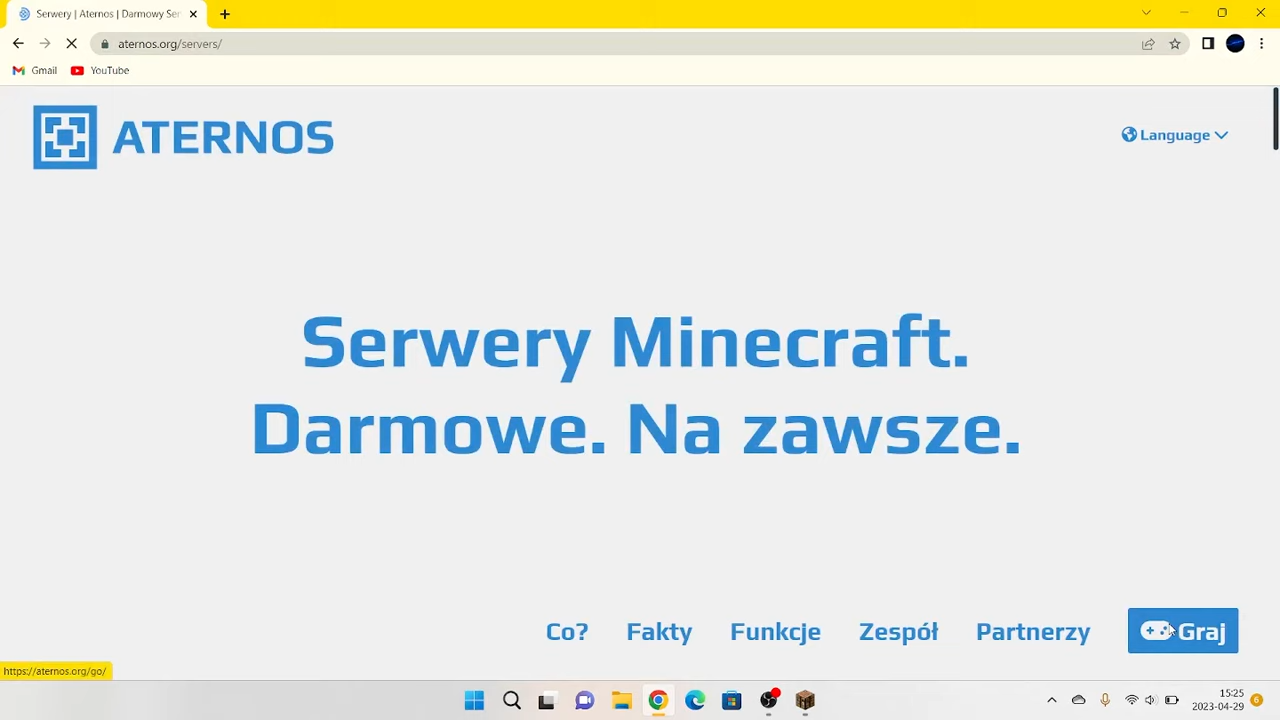 Serwery | Aternos | Darmowy Ser
aternos.org/servers/
Gmail
YouTube
ATERNOS
Language
Serwery Minecraft.
Darmowe. Na zawsze.
Co?
Fakty
Funkcje
Zespół
Partnerzy
Graj
https://aternos.org/go/
15:25
2023-04-29
6